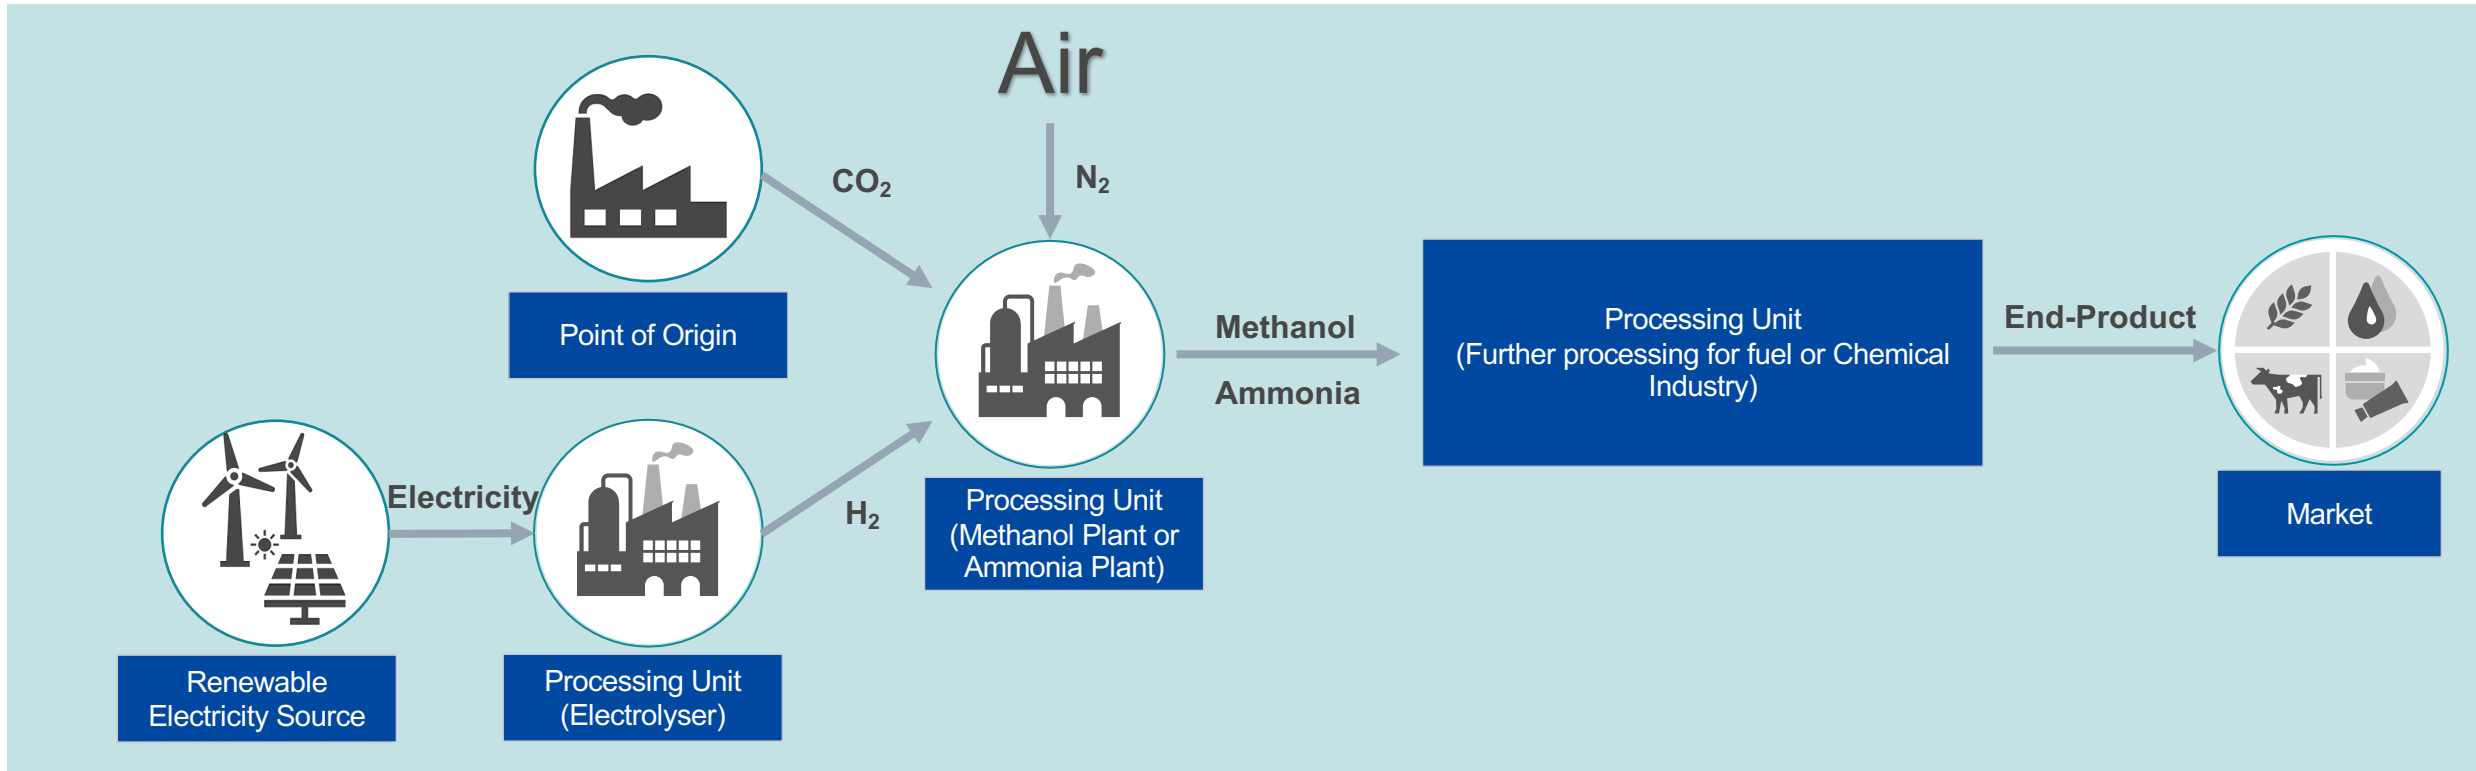 Air
CO₂
N₂
Point of Origin
Methanol
Ammonia
Processing Unit
(Further processing for fuel or Chemical
Industry)
End-Product
Electricity
H₂
Processing Unit
(Methanol Plant or
Ammonia Plant)
Market
Renewable
Electricity Source
Processing Unit
(Electrolyser)